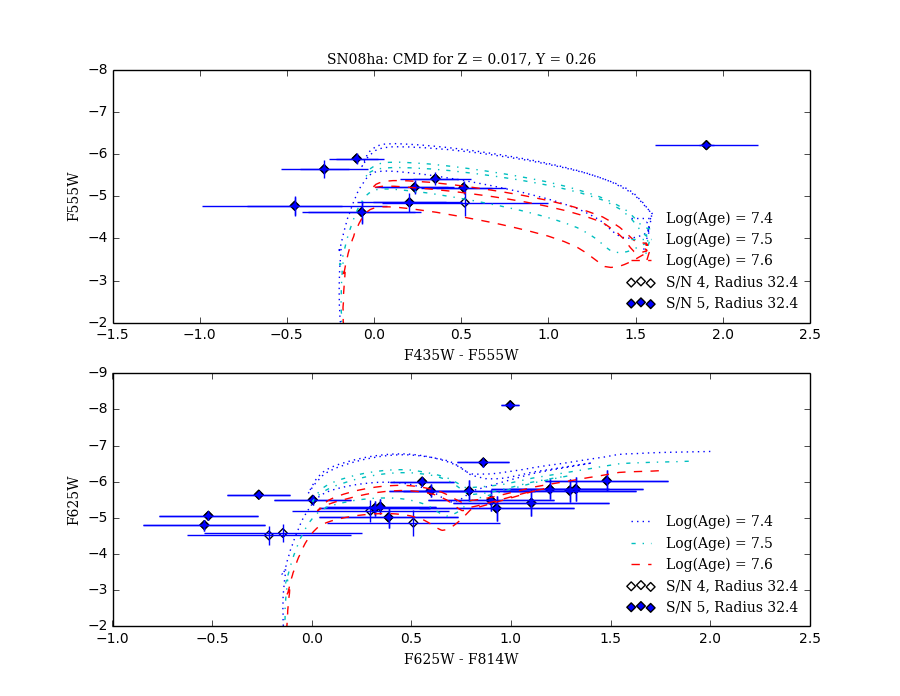 SN08ha: CMD for Z = 0.017, Y = 0.26
−8
−7
−6
−5
−4
−3
−2
F555W
Log(Age) = 7.4
Log(Age) = 7.5
Log(Age) = 7.6
S/N 4, Radius 32.4
S/N 5, Radius 32.4
−1.5 −1.0 −0.5 0.0 0.5 1.0 1.5 2.0 2.5
F435W - F555W
−9
−8
−7
−6
−5
−4
−3
−2
F625W
Log(Age) = 7.4
Log(Age) = 7.5
Log(Age) = 7.6
S/N 4, Radius 32.4
S/N 5, Radius 32.4
−1.0 −0.5 0.0 0.5 1.0 1.5 2.0 2.5
F625W - F814W